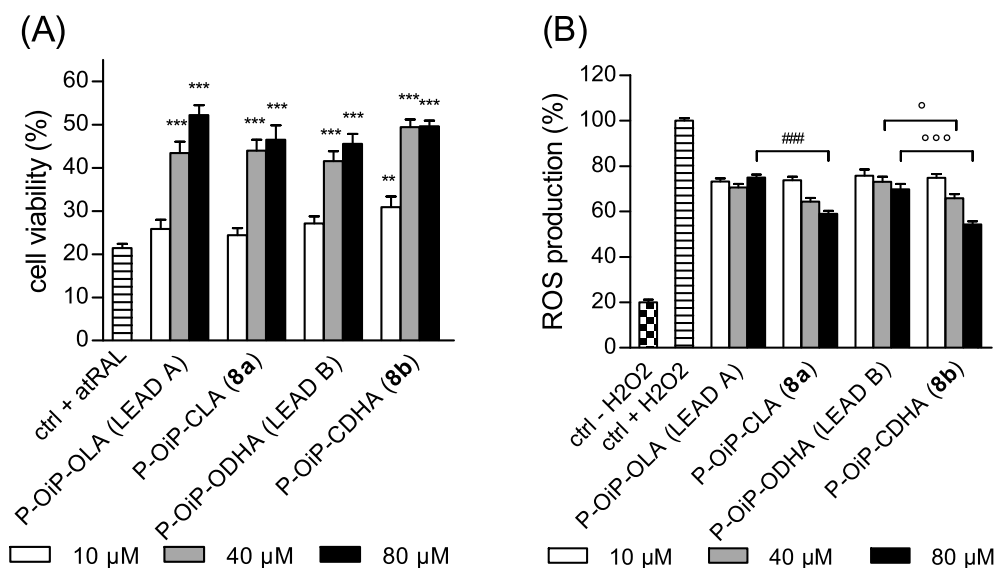 (A)
cell viability (%)
60
50
40
30
20
10
0
***
***
***
***
***
***
**
***
***
ctrl + atRAL
P-OiP-OLA (LEAD A)
P-OiP-CLA (8a)
P-OiP-ODHA (LEAD B)
P-OiP-CDHA (8b)
10 µM
40 µM
80 µM
(B)
ROS production (%)
120
100
80
60
40
20
0
##
°
°°°
ctrl - H2O2
ctrl + H2O2
P-OiP-OLA (LEAD A)
P-OiP-CLA (8a)
P-OiP-ODHA (LEAD B)
P-OiP-CDHA (8b)
10 µM
40 µM
80 µM